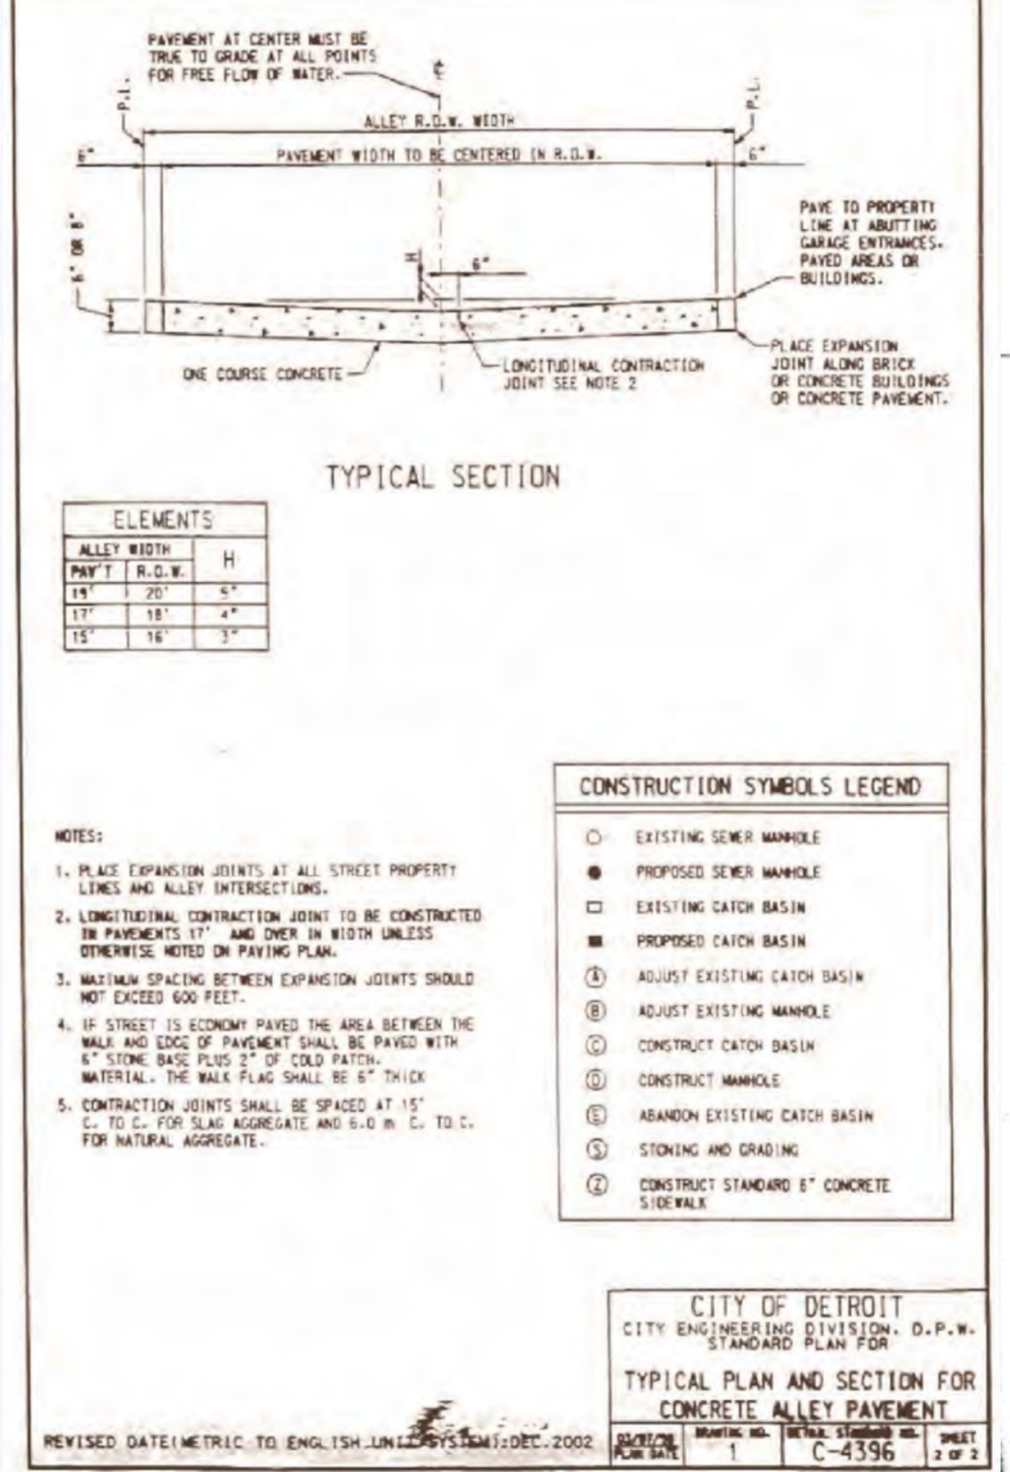 PAVEMENT AT CENTER MUST BE
TRUE TO GRADE AT ALL POINTS
FOR FREE FLOW OF WATER.
P.L.
℄
P.L.
ALLEY R.O.W. WIDTH
6"
PAVEMENT WIDTH TO BE CENTERED IN R.O.W.
6"
6" OR 8"
H
6"
PAVE TO PROPERTY
LINE AT ABUTTING
GARAGE ENTRANCES.
PAVED AREAS OR
BUILDINGS.
ONE COURSE CONCRETE
LONGITUDINAL CONTRACTION
JOINT SEE NOTE 2
PLACE EXPANSION
JOINT ALONG BRICK
OR CONCRETE BUILDINGS
OR CONCRETE PAVEMENT.
TYPICAL SECTION
ELEMENTS
ALLEY WIDTH
H
PAV'T R.O.W.
19' 20' 5"
17' 18' 4"
15' 16' 3"
NOTES:
1. PLACE EXPANSION JOINTS AT ALL STREET PROPERTY
LINES AND ALLEY INTERSECTIONS.
2. LONGITUDINAL CONTRACTION JOINT TO BE CONSTRUCTED
IN PAVEMENTS 17' AND OVER IN WIDTH UNLESS
OTHERWISE NOTED ON PAVING PLAN.
3. MAXIMUM SPACING BETWEEN EXPANSION JOINTS SHOULD
NOT EXCEED 600 FEET.
4. IF STREET IS ECONOMY PAVED THE AREA BETWEEN THE
WALK AND EDGE OF PAVEMENT SHALL BE PAVED WITH
6" STONE BASE PLUS 2" OF COLD PATCH.
MATERIAL. THE WALK FLAG SHALL BE 6" THICK
5. CONTRACTION JOINTS SHALL BE SPACED AT 15'
C. TO C. FOR SLAG AGGREGATE AND 6.0 m C. TO C.
FOR NATURAL AGGREGATE.
CONSTRUCTION SYMBOLS LEGEND
EXISTING SEWER MANHOLE
PROPOSED SEWER MANHOLE
EXISTING CATCH BASIN
PROPOSED CATCH BASIN
A ADJUST EXISTING CATCH BASIN
B ADJUST EXISTING MANHOLE
C CONSTRUCT CATCH BASIN
D CONSTRUCT MANHOLE
E ABANDON EXISTING CATCH BASIN
S STONING AND GRADING
Z CONSTRUCT STANDARD 6" CONCRETE
SIDEWALK
CITY OF DETROIT
CITY ENGINEERING DIVISION. D.P.W.
STANDARD PLAN FOR
TYPICAL PLAN AND SECTION FOR
CONCRETE ALLEY PAVEMENT
PLAN DATE
DRAWING NO.
1
DETAIL STANDARD NO.
C-4396
SHEET
2 OF 2
REVISED DATE(METRIC TO ENGLISH UNIT SYSTEM):DEC.2002